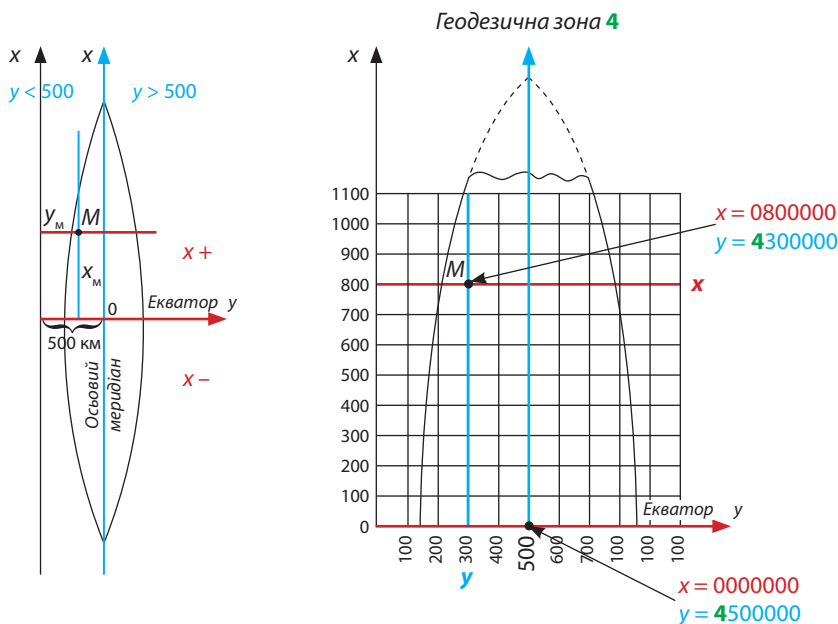 Геодезична зона 4
x
x
y < 500
y > 500
yм
M
xм
x +
0
Екватор y
500 км
x –
Осьовий
меридіан
x
1100
1000
900
800
700
600
500
400
300
200
100
0
M
x = 0800000
y = 4300000
x
Екватор y
100
200
300
400
500
600
700
100
100
100
y
x = 0000000
y = 4500000